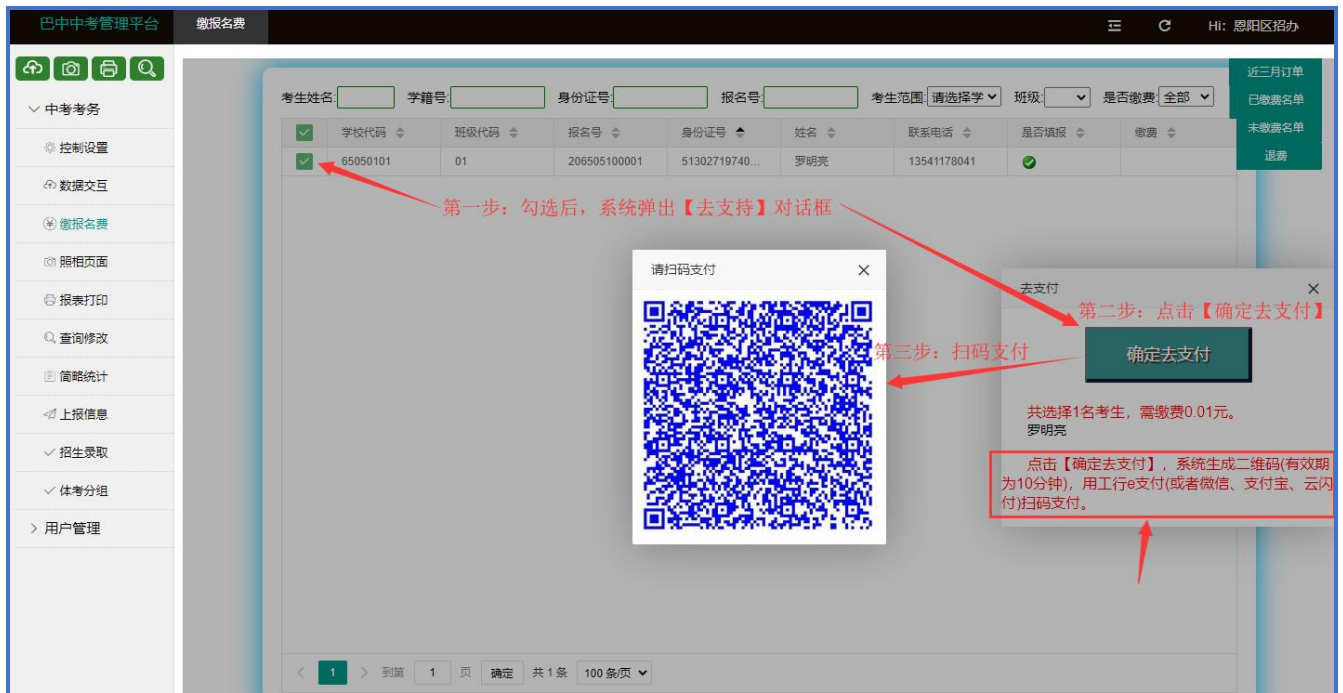 巴中中考管理平台 缴报名费 Hi: 恩阳区招办
近三月订单
已缴费名单
未缴费名单
退费
中考考务
控制设置
数据交互
缴报名费
照相页面
报表打印
查询修改
简略统计
上报信息
招生录取
体考分组
用户管理
考生姓名: 学籍号: 身份证号: 报名号: 考生范围: 请选择学 班级: 是否缴费: 全部
学校代码 班级代码 报名号 身份证号 姓名 联系电话 是否填报 缴费
65050101 01 206505100001 51302719740... 罗明亮 13541178041
第一步：勾选后，系统弹出【去支持】对话框
请扫码支付
去支付
第二步：点击【确定去支付】
第三步：扫码支付
确定去支付
共选择1名考生，需缴费0.01元。
罗明亮
点击【确定去支付】，系统生成二维码(有效期
为10分钟)，用工行e支付(或者微信、支付宝、云闪
付)扫码支付。
1 到第 1 页 确定 共 1 条 100 条/页